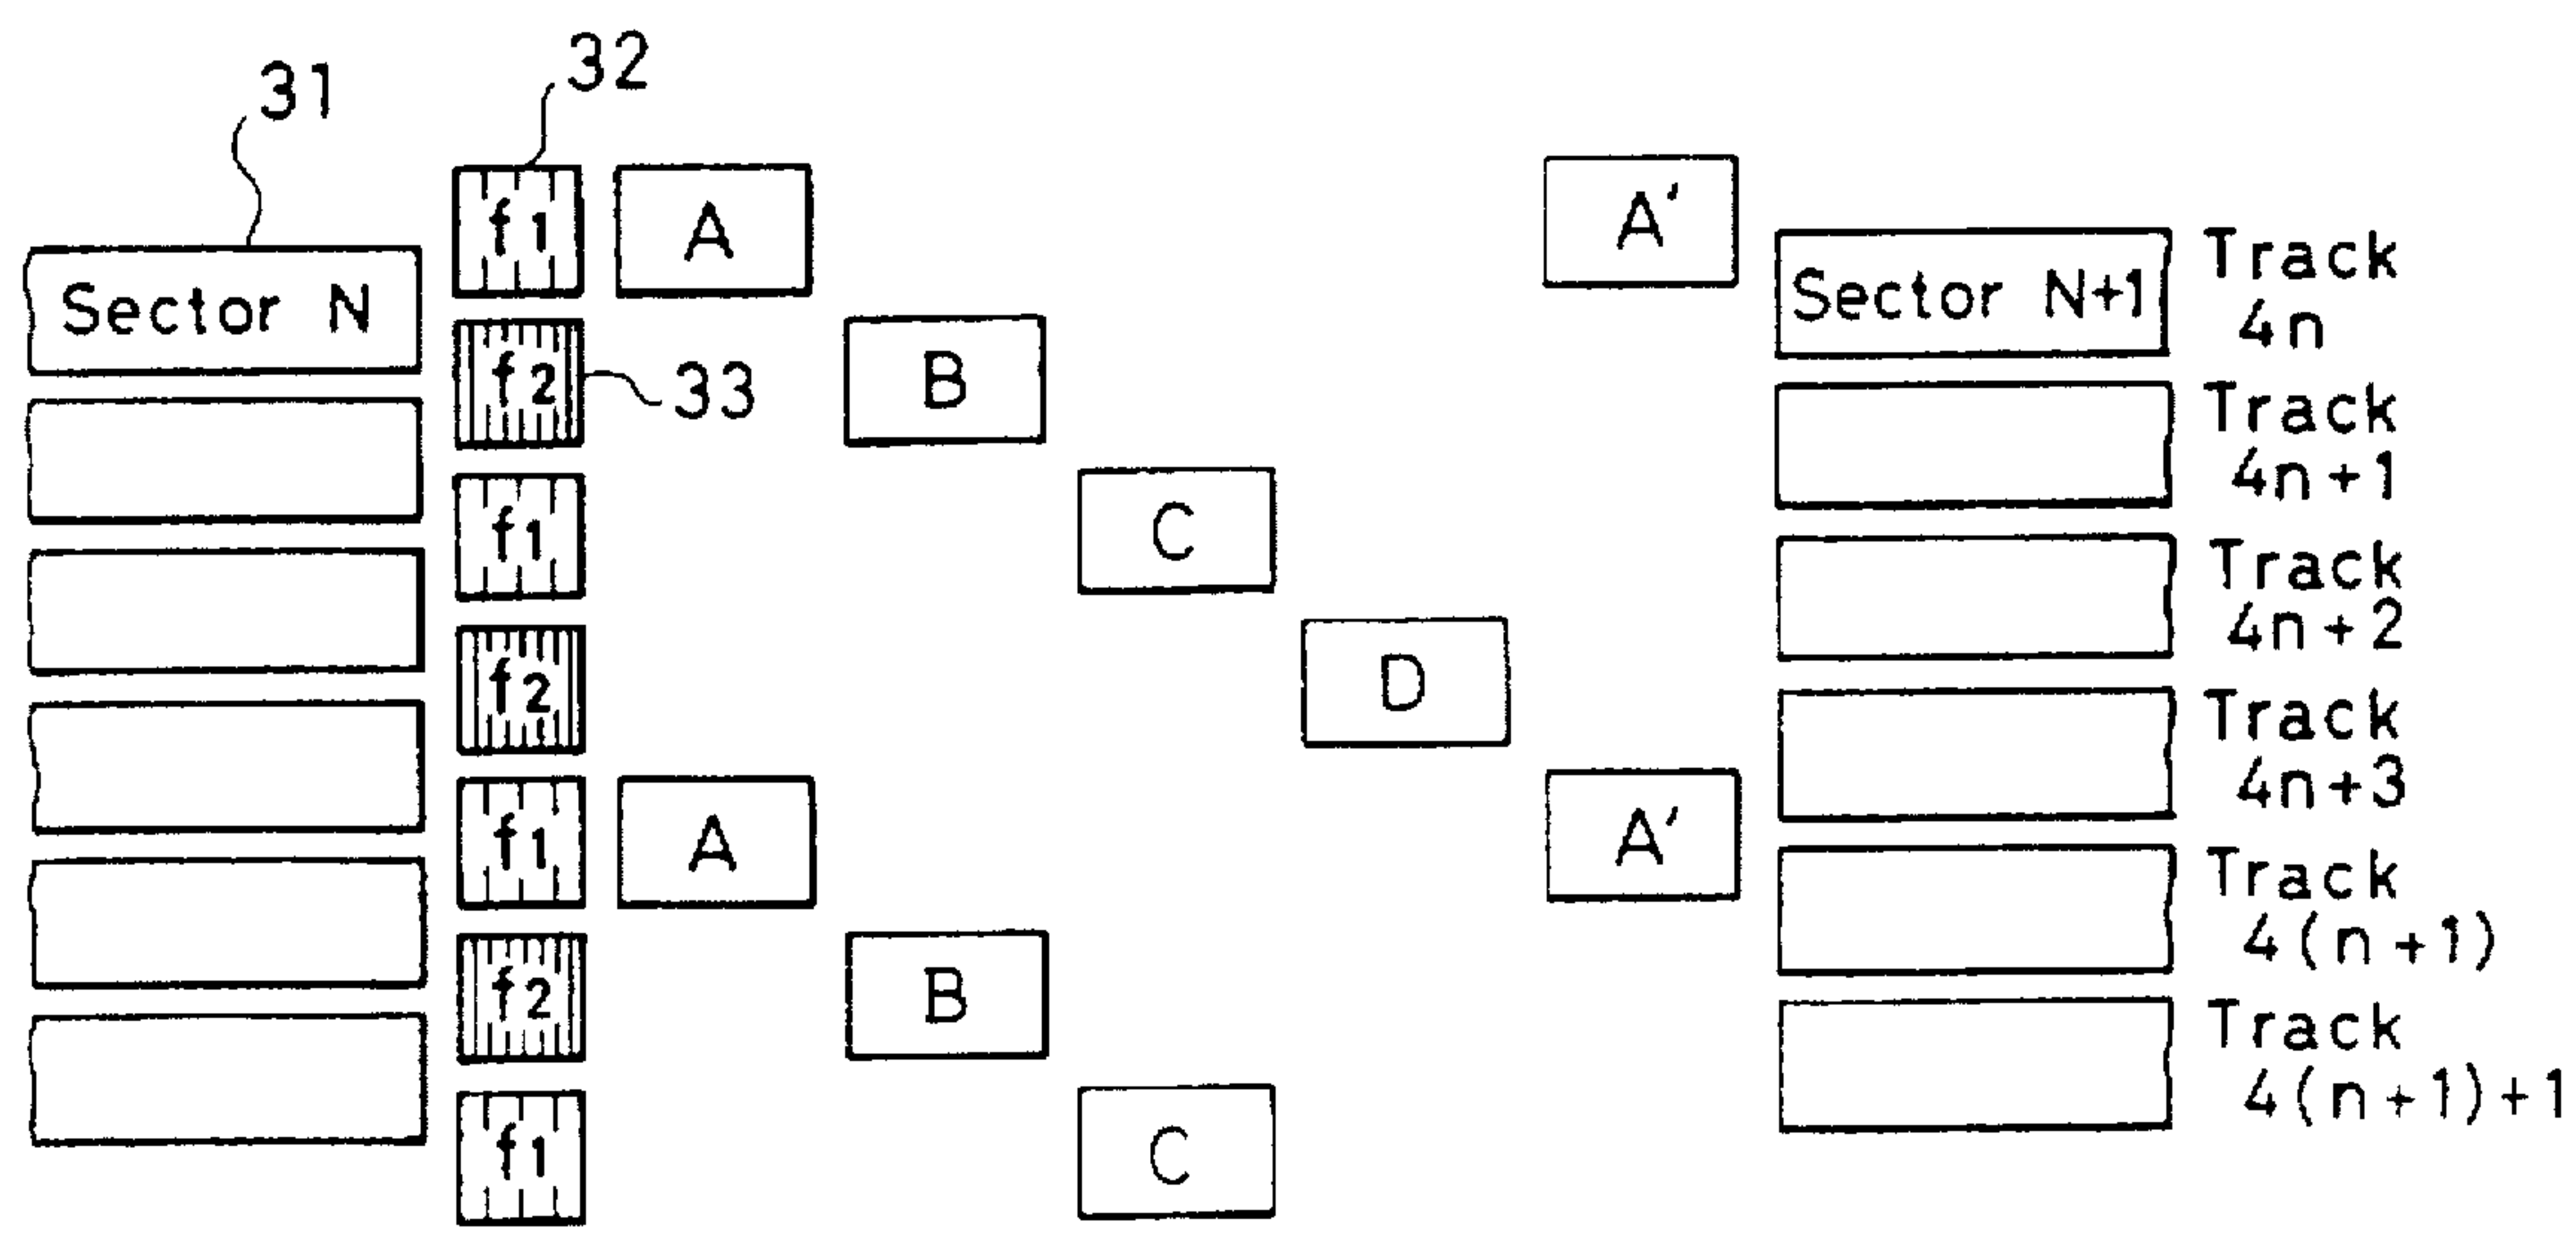 31
32
f1
A
A'
Sector N
Sector N+1
Track
4n
f2
33
B
Track
4n+1
f1
C
Track
4n+2
f2
D
Track
4n+3
f1
A
A'
Track
4(n+1)
f2
B
Track
4(n+1)+1
f1
C